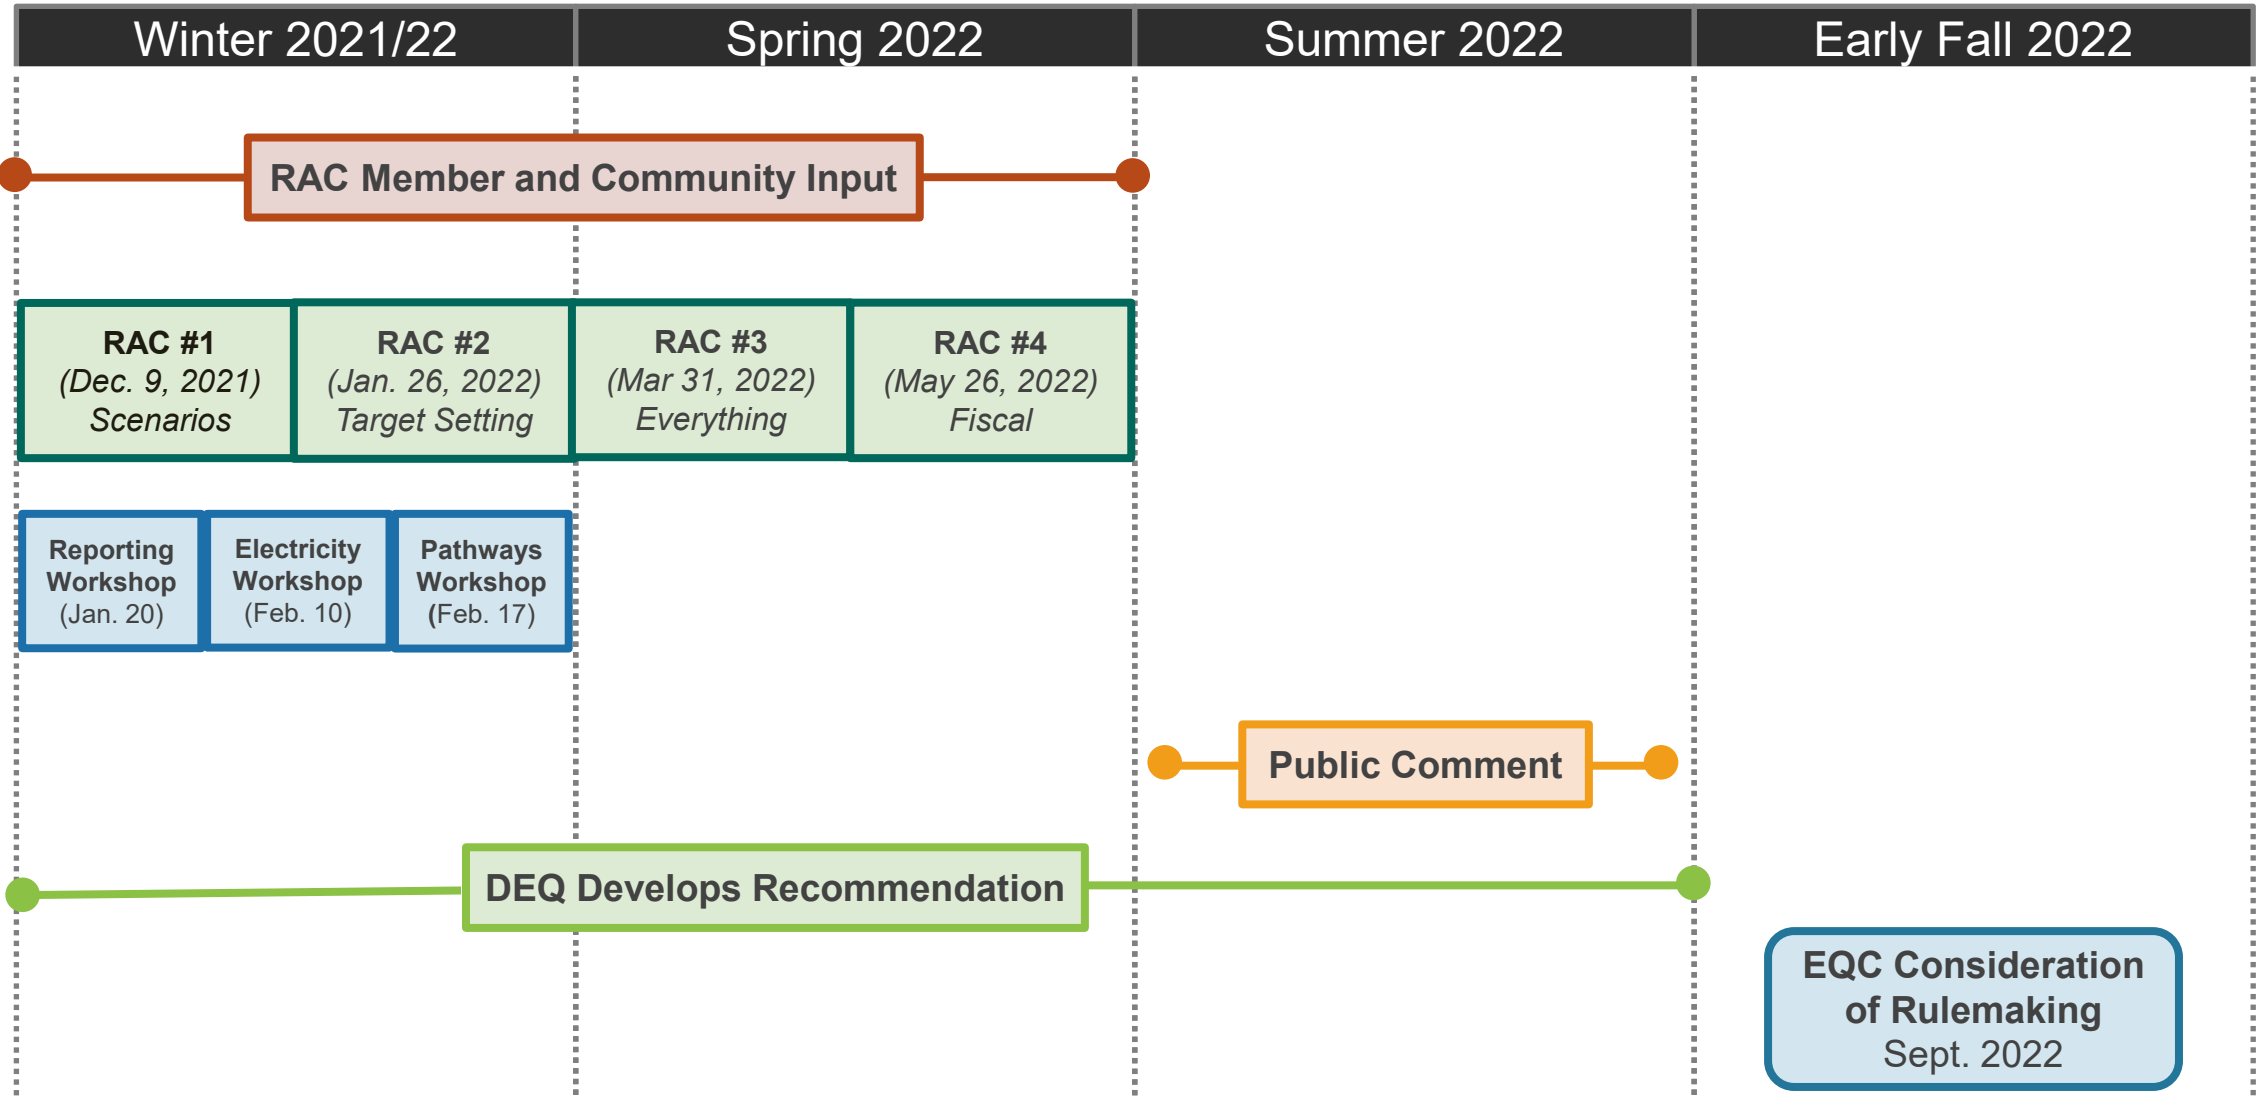 Winter 2021/22
Spring 2022
Summer 2022
Early Fall 2022
RAC Member and Community Input
RAC #1
(Dec. 9, 2021)
Scenarios
RAC #2
(Jan. 26, 2022)
Target Setting
RAC #3
(Mar 31, 2022)
Everything
RAC #4
(May 26, 2022)
Fiscal
Reporting
Workshop
(Jan. 20)
Electricity
Workshop
(Feb. 10)
Pathways
Workshop
(Feb. 17)
Public Comment
DEQ Develops Recommendation
EQC Consideration
of Rulemaking
Sept. 2022